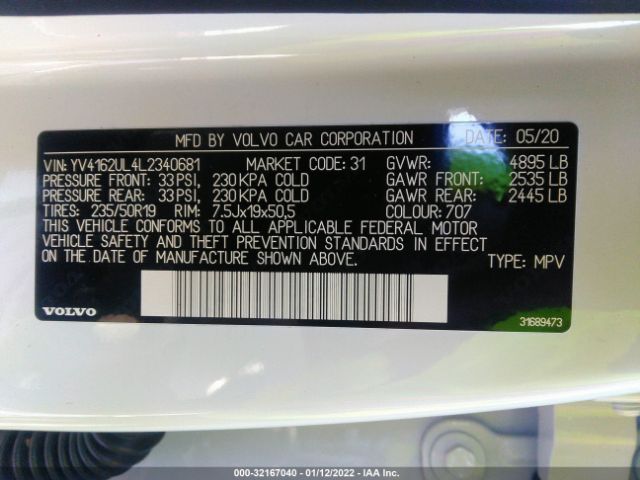 MFD BY VOLVO CAR CORPORATION DATE: 05/20
VIN: YV4162UL4L2340681 MARKET CODE: 31 GVWR: 4895 LB
PRESSURE FRONT: 33 PSI, 230 KPA COLD GAWR FRONT: 2535 LB
PRESSURE REAR: 33 PSI, 230 KPA COLD GAWR REAR: 2445 LB
TIRES: 235/50R19 RIM: 7.5Jx19x50,5 COLOUR: 707
THIS VEHICLE CONFORMS TO ALL APPLICABLE FEDERAL MOTOR
VEHICLE SAFETY AND THEFT PREVENTION STANDARDS IN EFFECT
ON THE DATE OF MANUFACTURE SHOWN ABOVE. TYPE: MPV
VOLVO 31689473
000-32167040 - 01/12/2022 - IAA Inc.